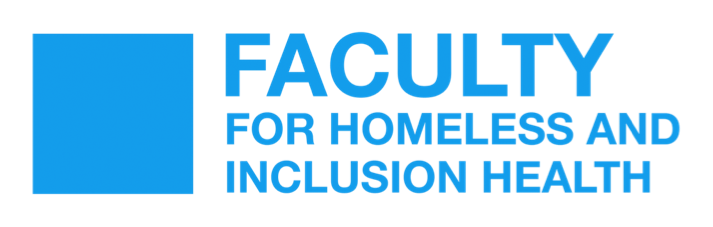 FACULTY
FOR HOMELESS AND
INCLUSION HEALTH